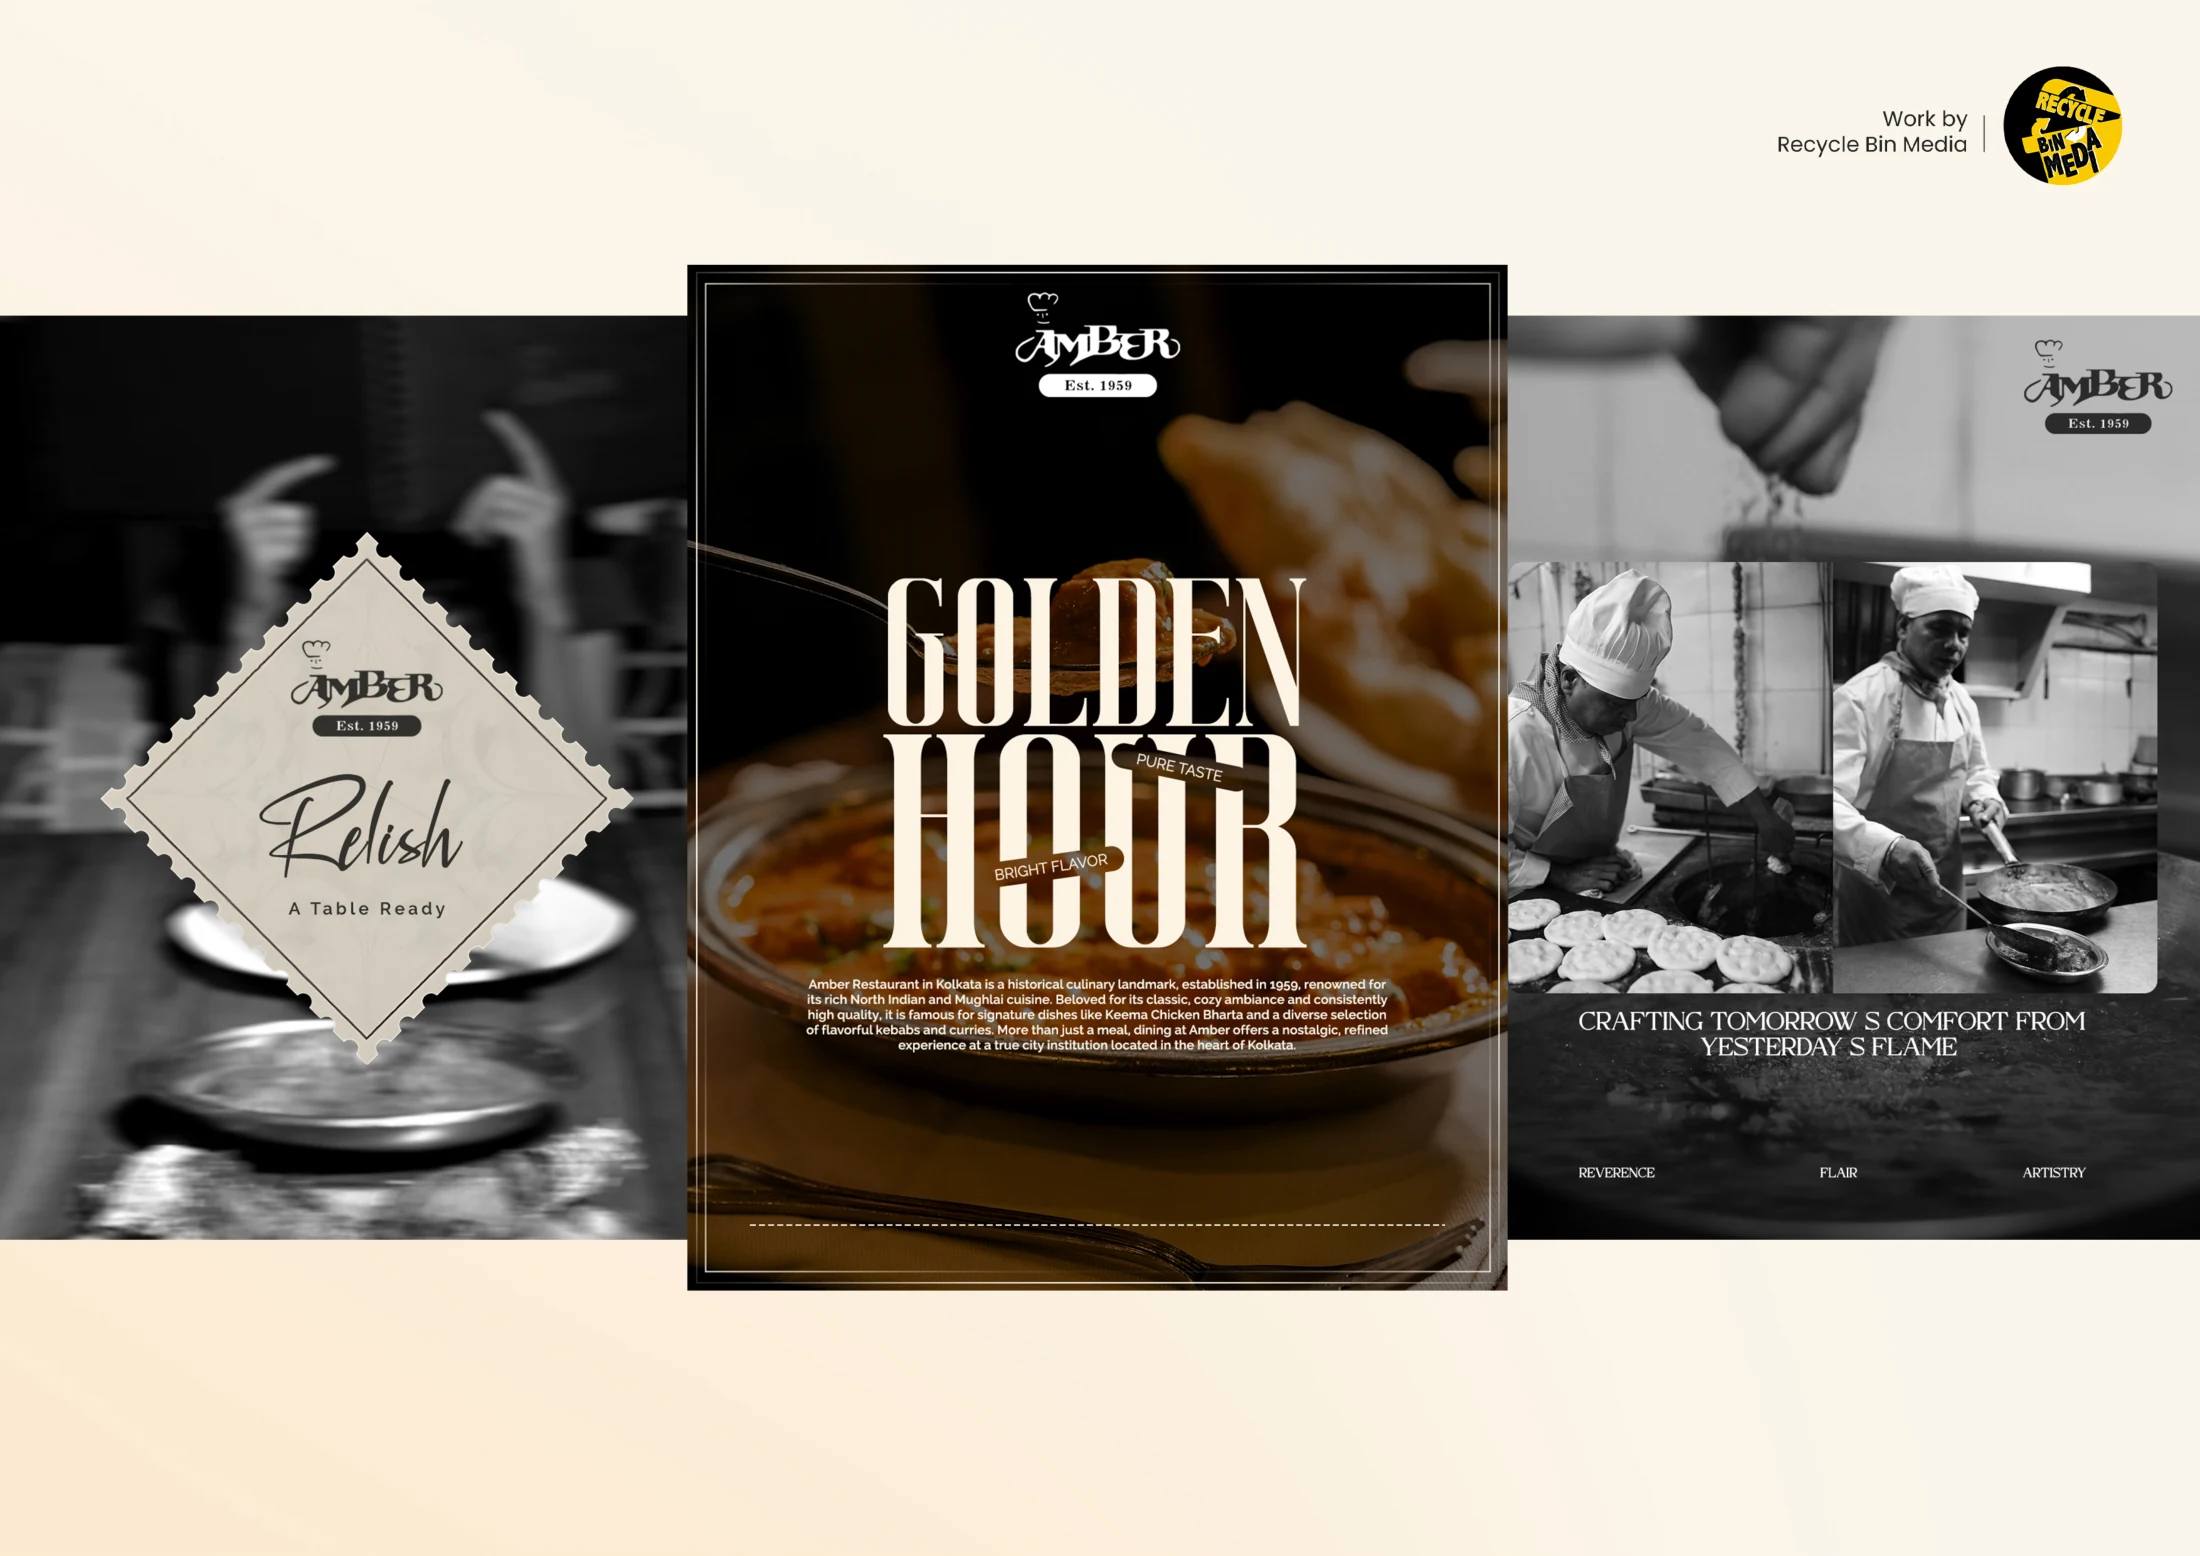 Work by
Recycle Bin Media
RECYCLE
BIN
MEDIA
AMBER
Est. 1959
Relish
A Table Ready
AMBER
Est. 1959
GOLDEN
HOUR
PURE TASTE
BRIGHT FLAVOR
Amber Restaurant in Kolkata is a historical culinary landmark, established in 1959, renowned for
its rich North Indian and Mughlai cuisine. Beloved for its classic, cozy ambiance and consistently
high quality, it is famous for signature dishes like Keema Chicken Bharta and a diverse selection
of flavorful kebabs and curries. More than just a meal, dining at Amber offers a nostalgic, refined
experience at a true city institution located in the heart of Kolkata.
AMBER
Est. 1959
CRAFTING TOMORROW S COMFORT FROM
YESTERDAY S FLAME
REVERENCE FLAIR ARTISTRY